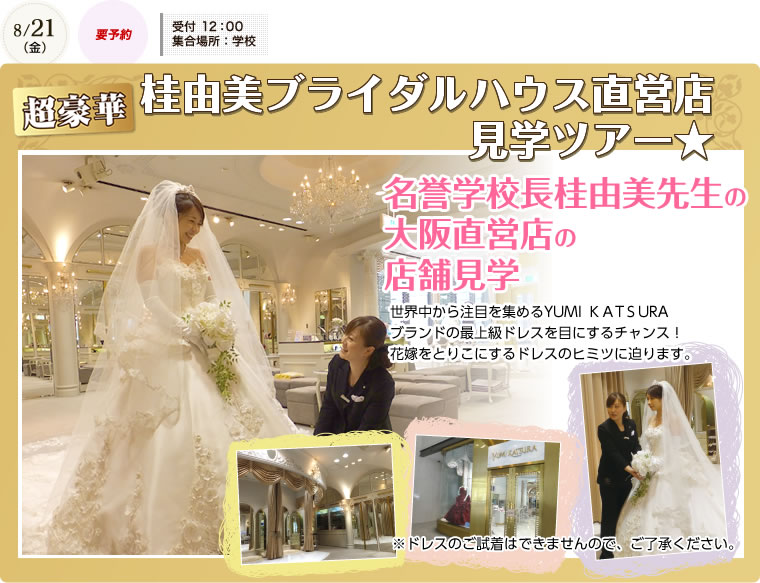 8/21
(金)
要予約
受付 12:00
集合場所:学校
超豪華
桂由美ブライダルハウス直営店
見学ツアー★
名誉学校長桂由美先生の
大阪直営店の
店舗見学
世界中から注目を集めるYUMI KATSURA
ブランドの最上級ドレスを目にするチャンス!
花嫁をとりこにするドレスのヒミツに迫ります。
YUMI KATSURA
※ドレスのご試着はできませんので、ご了承ください。